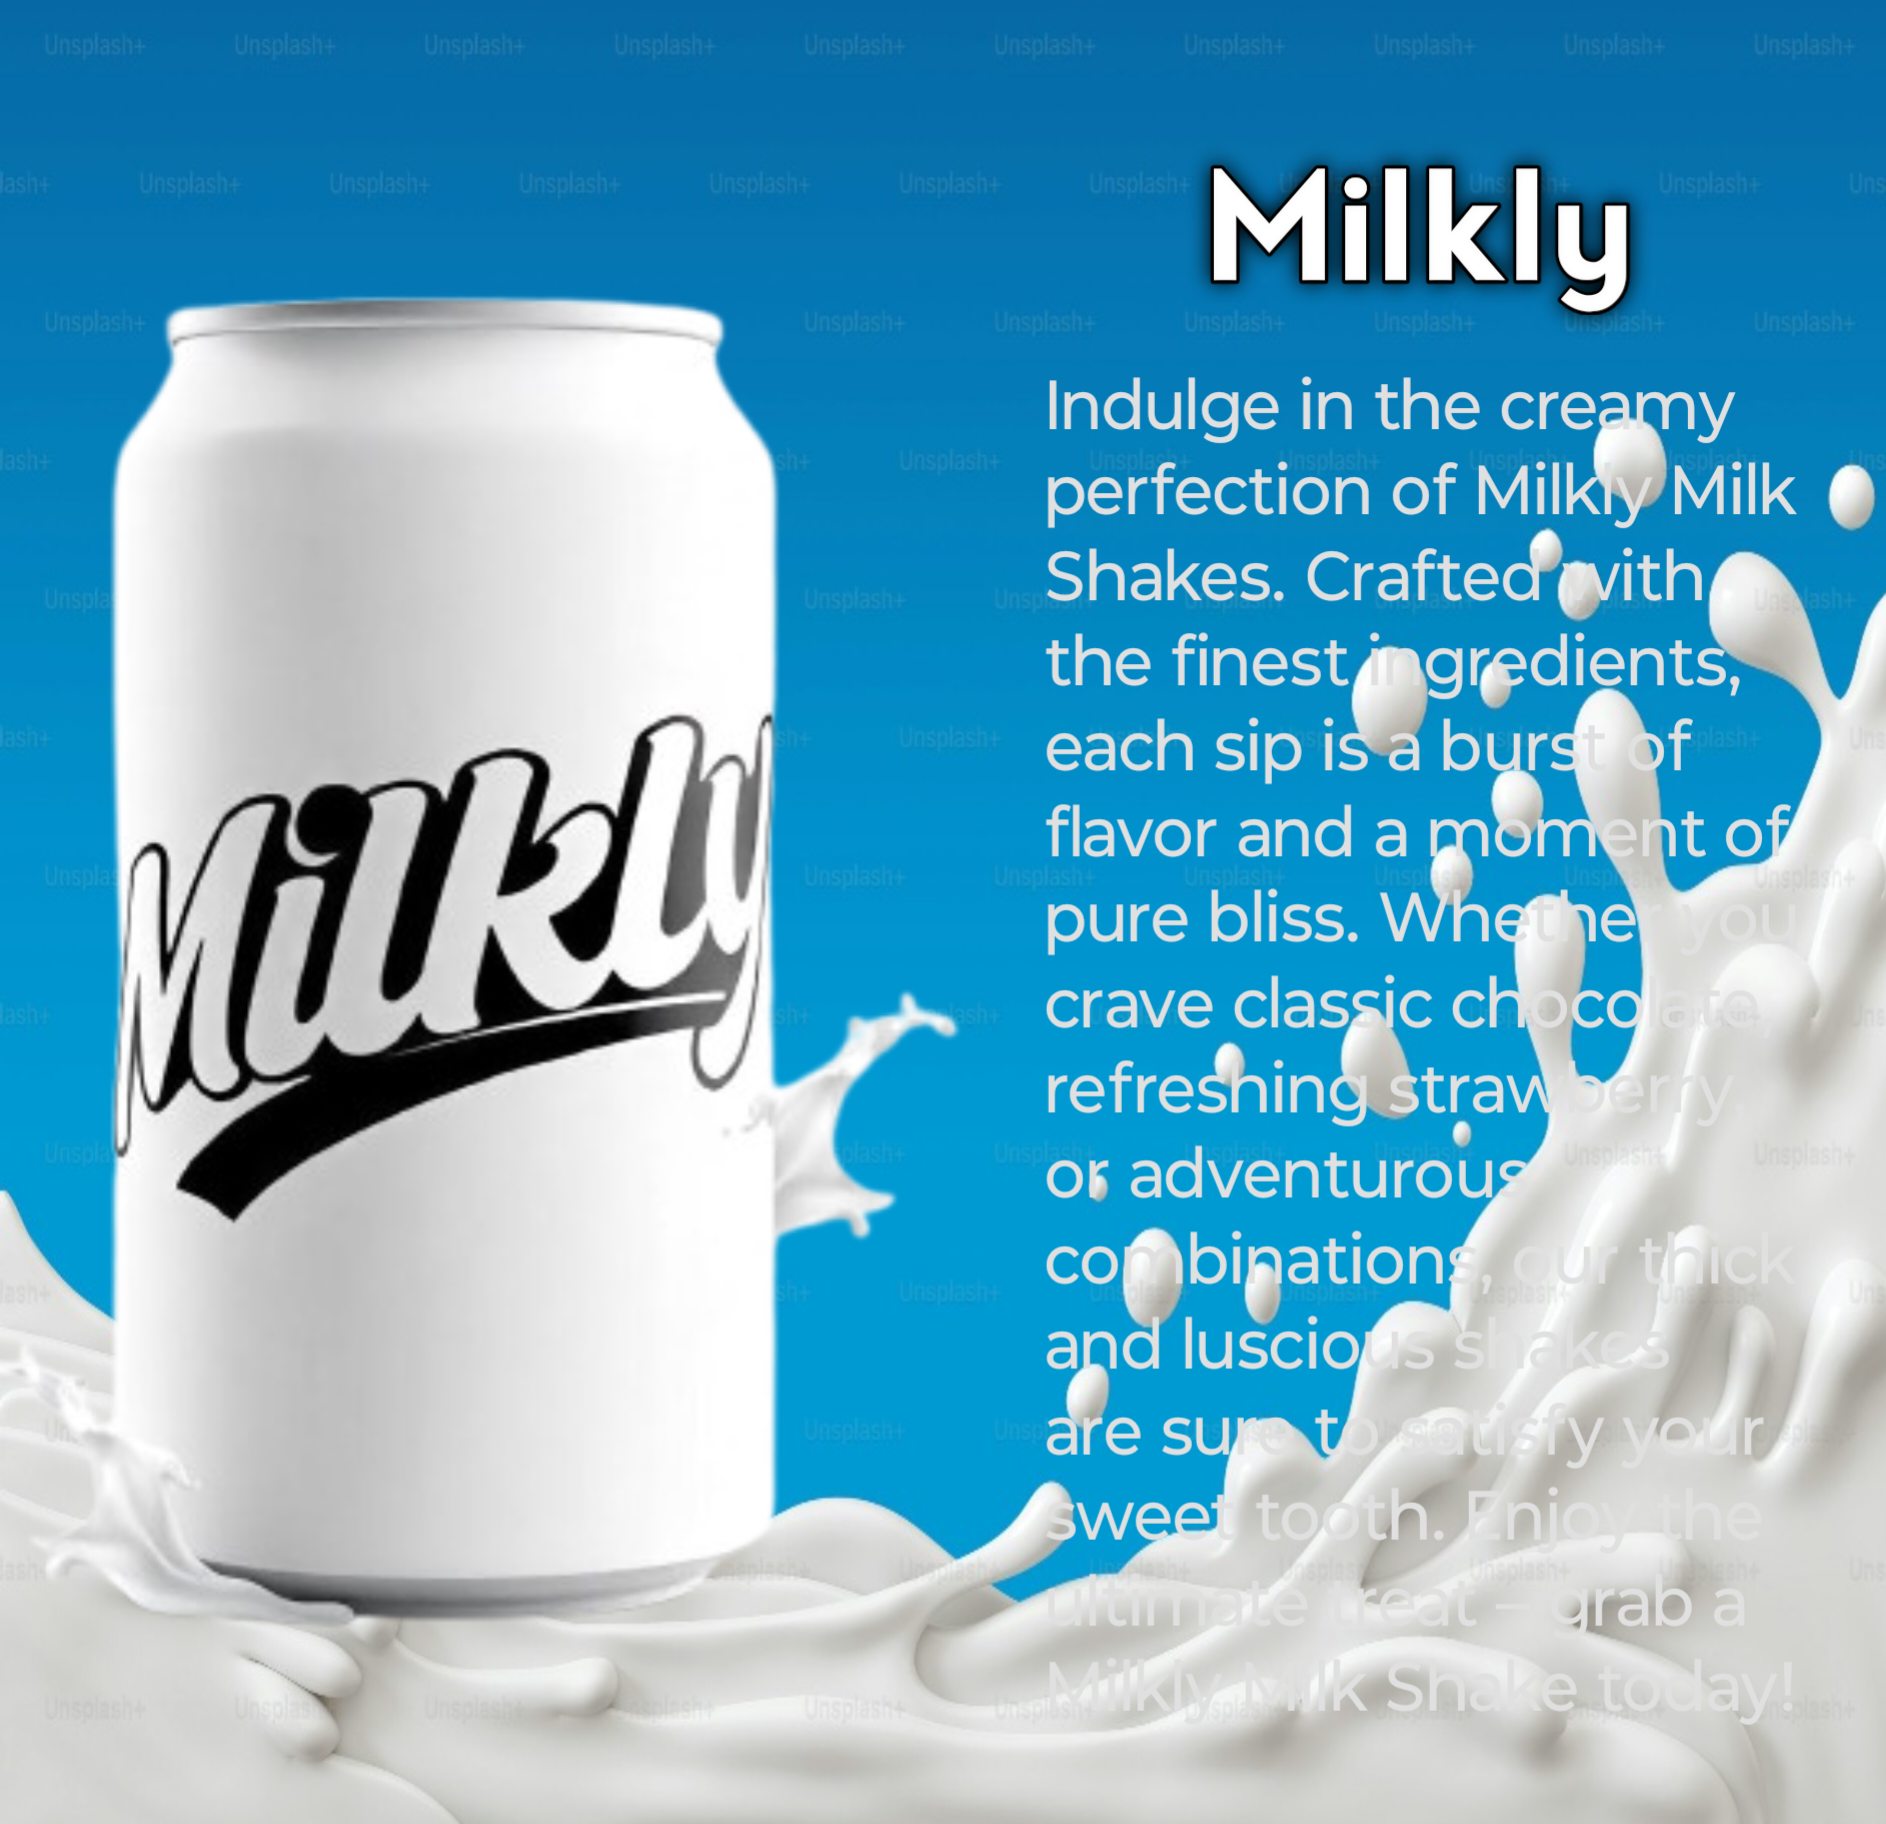 Milkly
Indulge in the creamy
perfection of Milkly Milk
Shakes. Crafted with
the finest ingredients,
each sip is a burst of
flavor and a moment of
pure bliss. Whether you
crave classic chocolate
refreshing strawberry
or adventurous
combinations, our thick
and luscious shakes
are sure to satisfy your
sweet tooth. Enjoy the
ultimate treat – grab a
Milkly Milk Shake today!
Milkly
Unsplash+